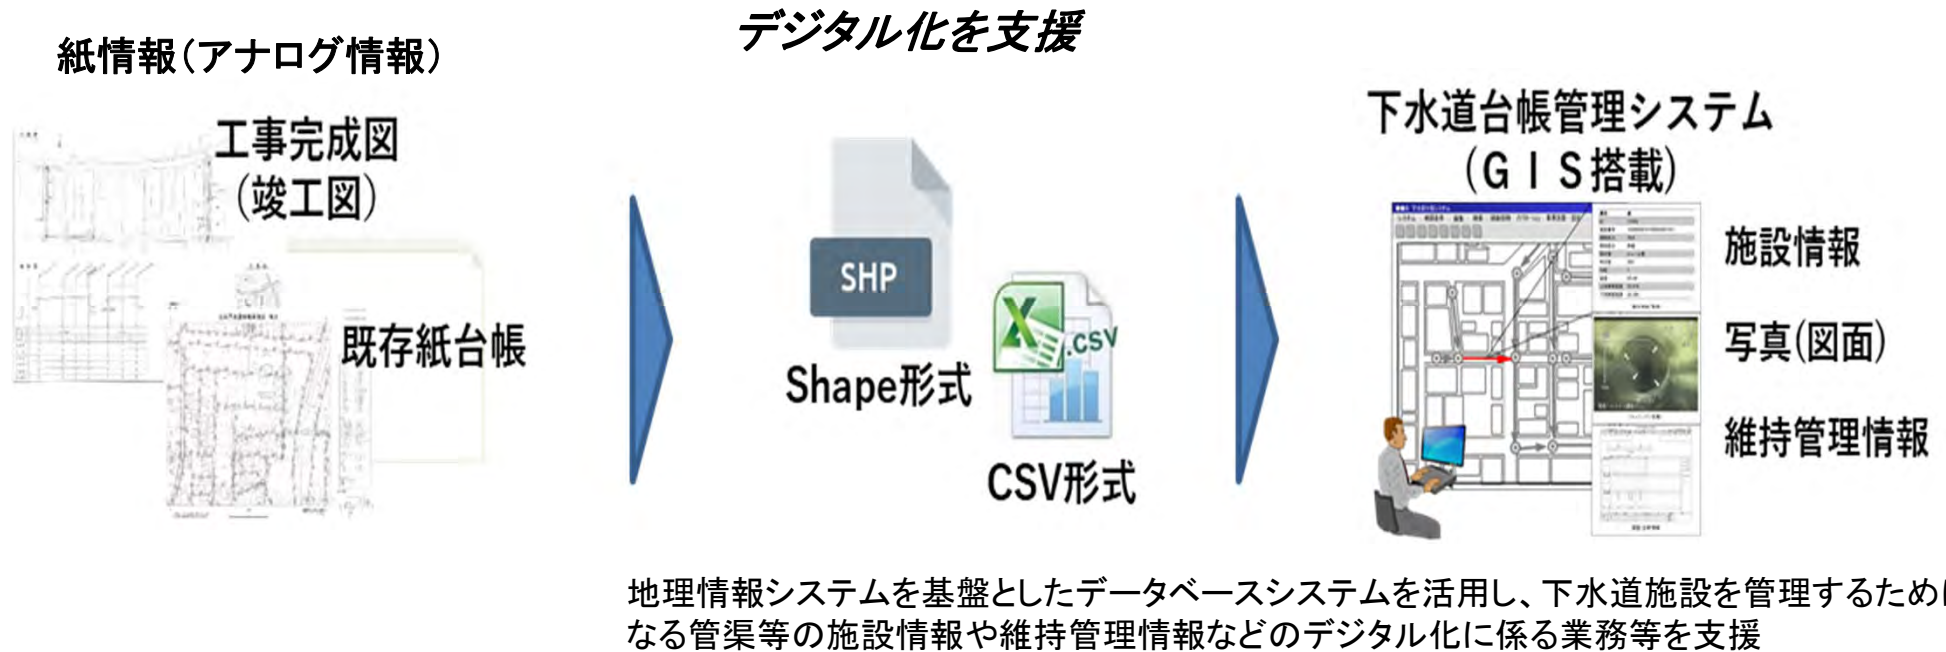 デジタル化を支援
紙情報(アナログ情報)
工事完成図
(竣工図)
既存紙台帳
SHP
Shape形式
.CSV
CSV形式
下水道台帳管理システム
(GIS搭載)
施設情報
写真(図面)
維持管理情報
地理情報システムを基盤としたデータベースシステムを活用し、下水道施設を管理するため
なる管渠等の施設情報や維持管理情報などのデジタル化に係る業務等を支援